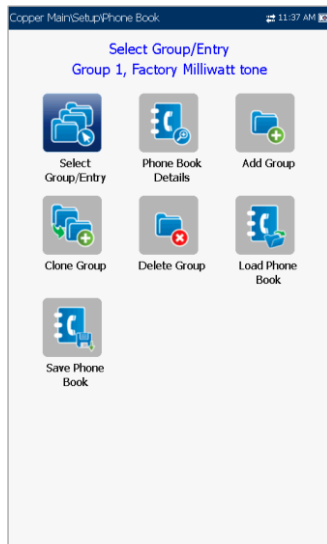 Copper Main\Setup\Phone Book
11:37 AM
Select Group/Entry
Group 1, Factory Milliwatt tone
Select
Group/Entry
Phone Book
Details
Add Group
Clone Group
Delete Group
Load Phone
Book
Save Phone
Book